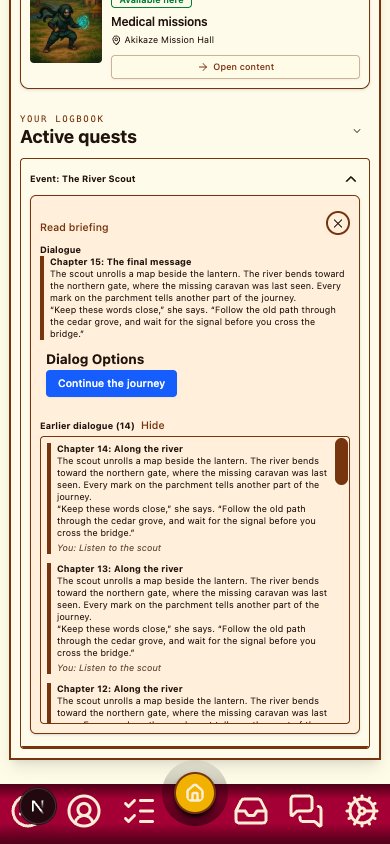 Available here
Medical missions
Akikaze Mission Hall
→ Open content
YOUR LOGBOOK
Active quests
Event: The River Scout
Read briefing
Dialogue
Chapter 15: The final message
The scout unrolls a map beside the lantern. The river bends toward
the northern gate, where the missing caravan was last seen. Every
mark on the parchment tells another part of the journey.
“Keep these words close,” she says. “Follow the old path through
the cedar grove, and wait for the signal before you cross the
bridge.”
Dialog Options
Continue the journey
Earlier dialogue (14) Hide
Chapter 14: Along the river
The scout unrolls a map beside the lantern. The river bends
toward the northern gate, where the missing caravan was last
seen. Every mark on the parchment tells another part of the
journey.
“Keep these words close,” she says. “Follow the old path
through the cedar grove, and wait for the signal before you
cross the bridge.”
You: Listen to the scout
Chapter 13: Along the river
The scout unrolls a map beside the lantern. The river bends
toward the northern gate, where the missing caravan was last
seen. Every mark on the parchment tells another part of the
journey.
“Keep these words close,” she says. “Follow the old path
through the cedar grove, and wait for the signal before you
cross the bridge.”
You: Listen to the scout
Chapter 12: Along the river
The scout unrolls a map beside the lantern. The river bends
toward the northern gate, where the missing caravan was last
N